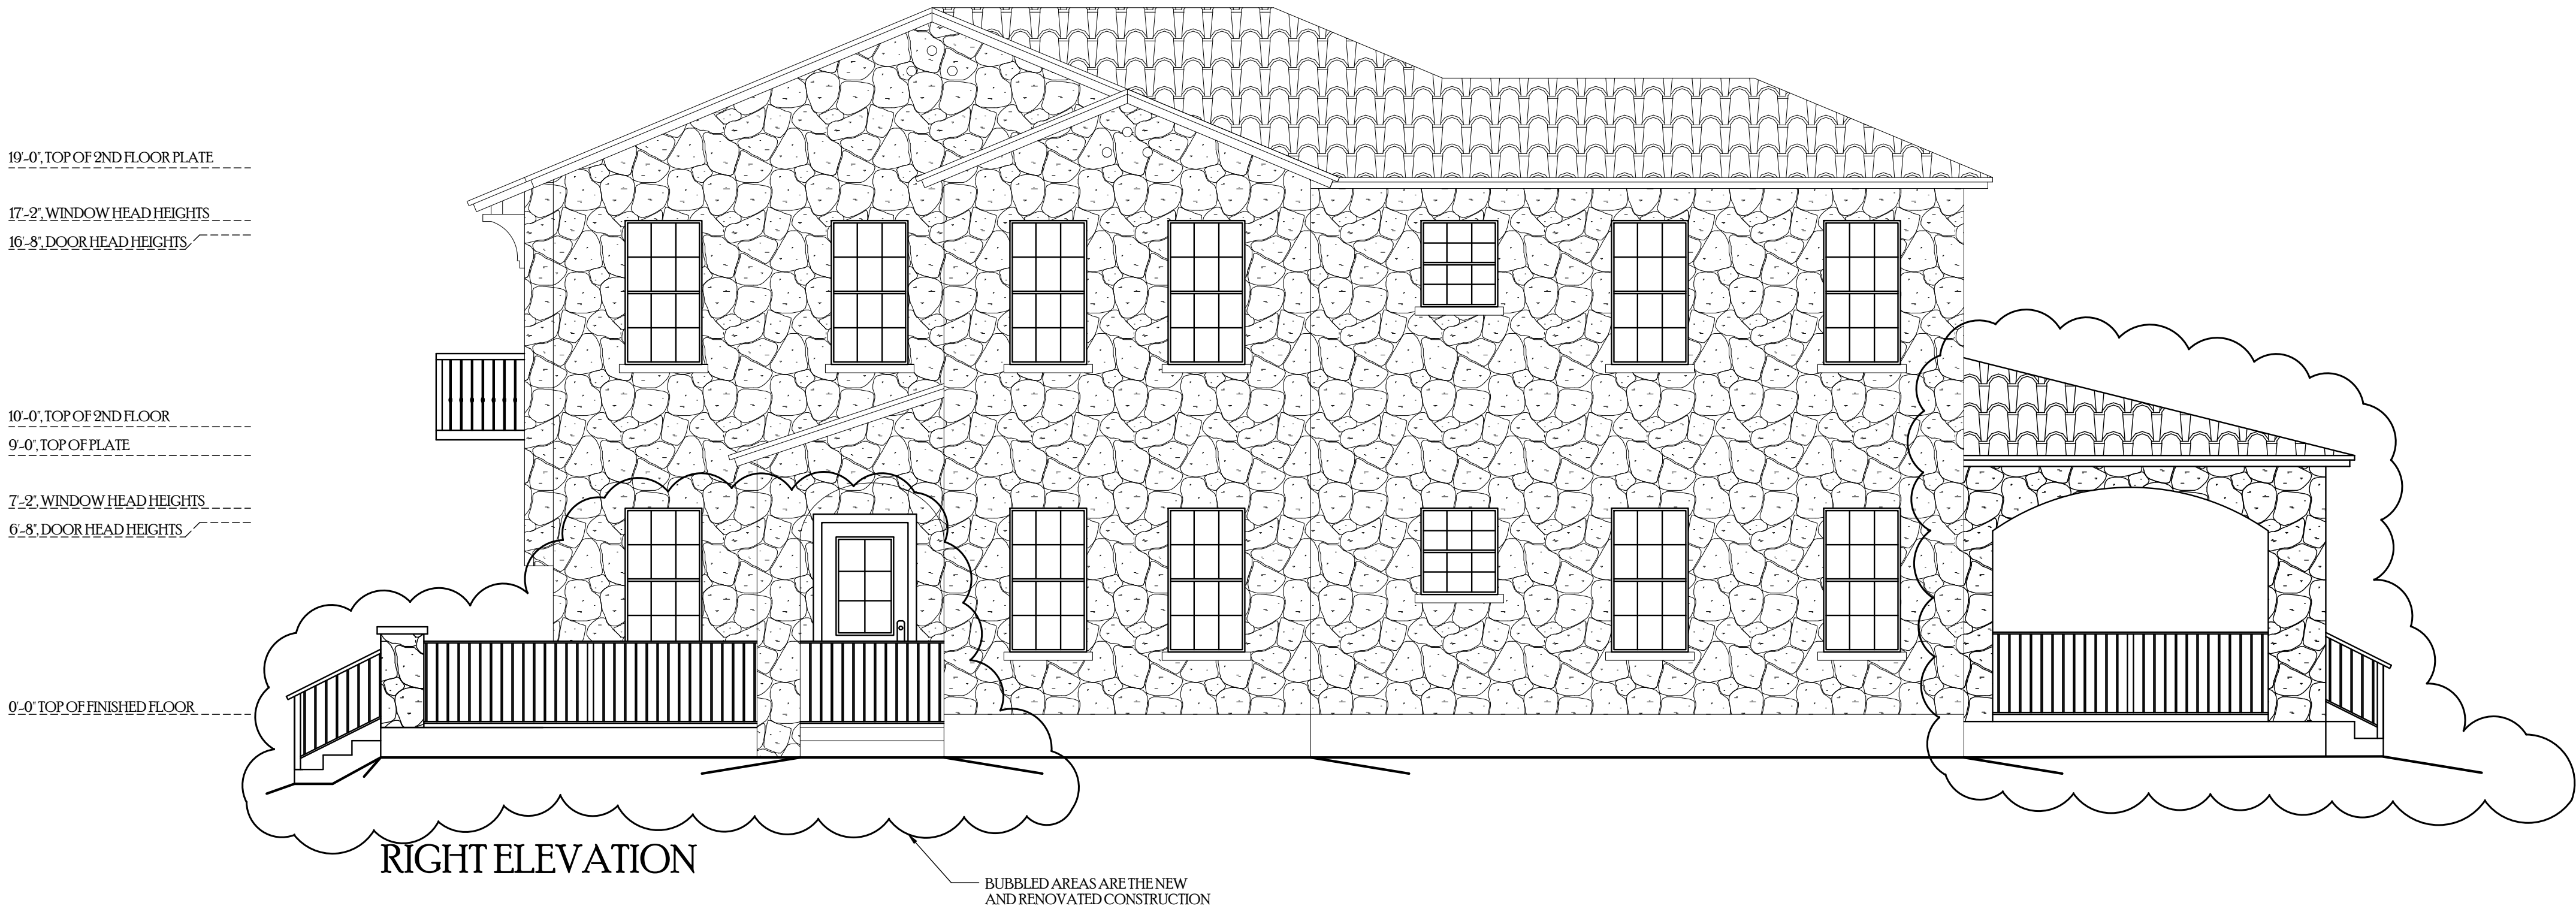 19'-0", TOP OF 2ND FLOOR PLATE
17'-2", WINDOW HEAD HEIGHTS
16'-8", DOOR HEAD HEIGHTS
10'-0", TOP OF 2ND FLOOR
9'-0", TOP OF PLATE
7'-2", WINDOW HEAD HEIGHTS
6'-8", DOOR HEAD HEIGHTS
0'-0" TOP OF FINISHED FLOOR
RIGHT ELEVATION
BUBBLED AREAS ARE THE NEW
AND RENOVATED CONSTRUCTION